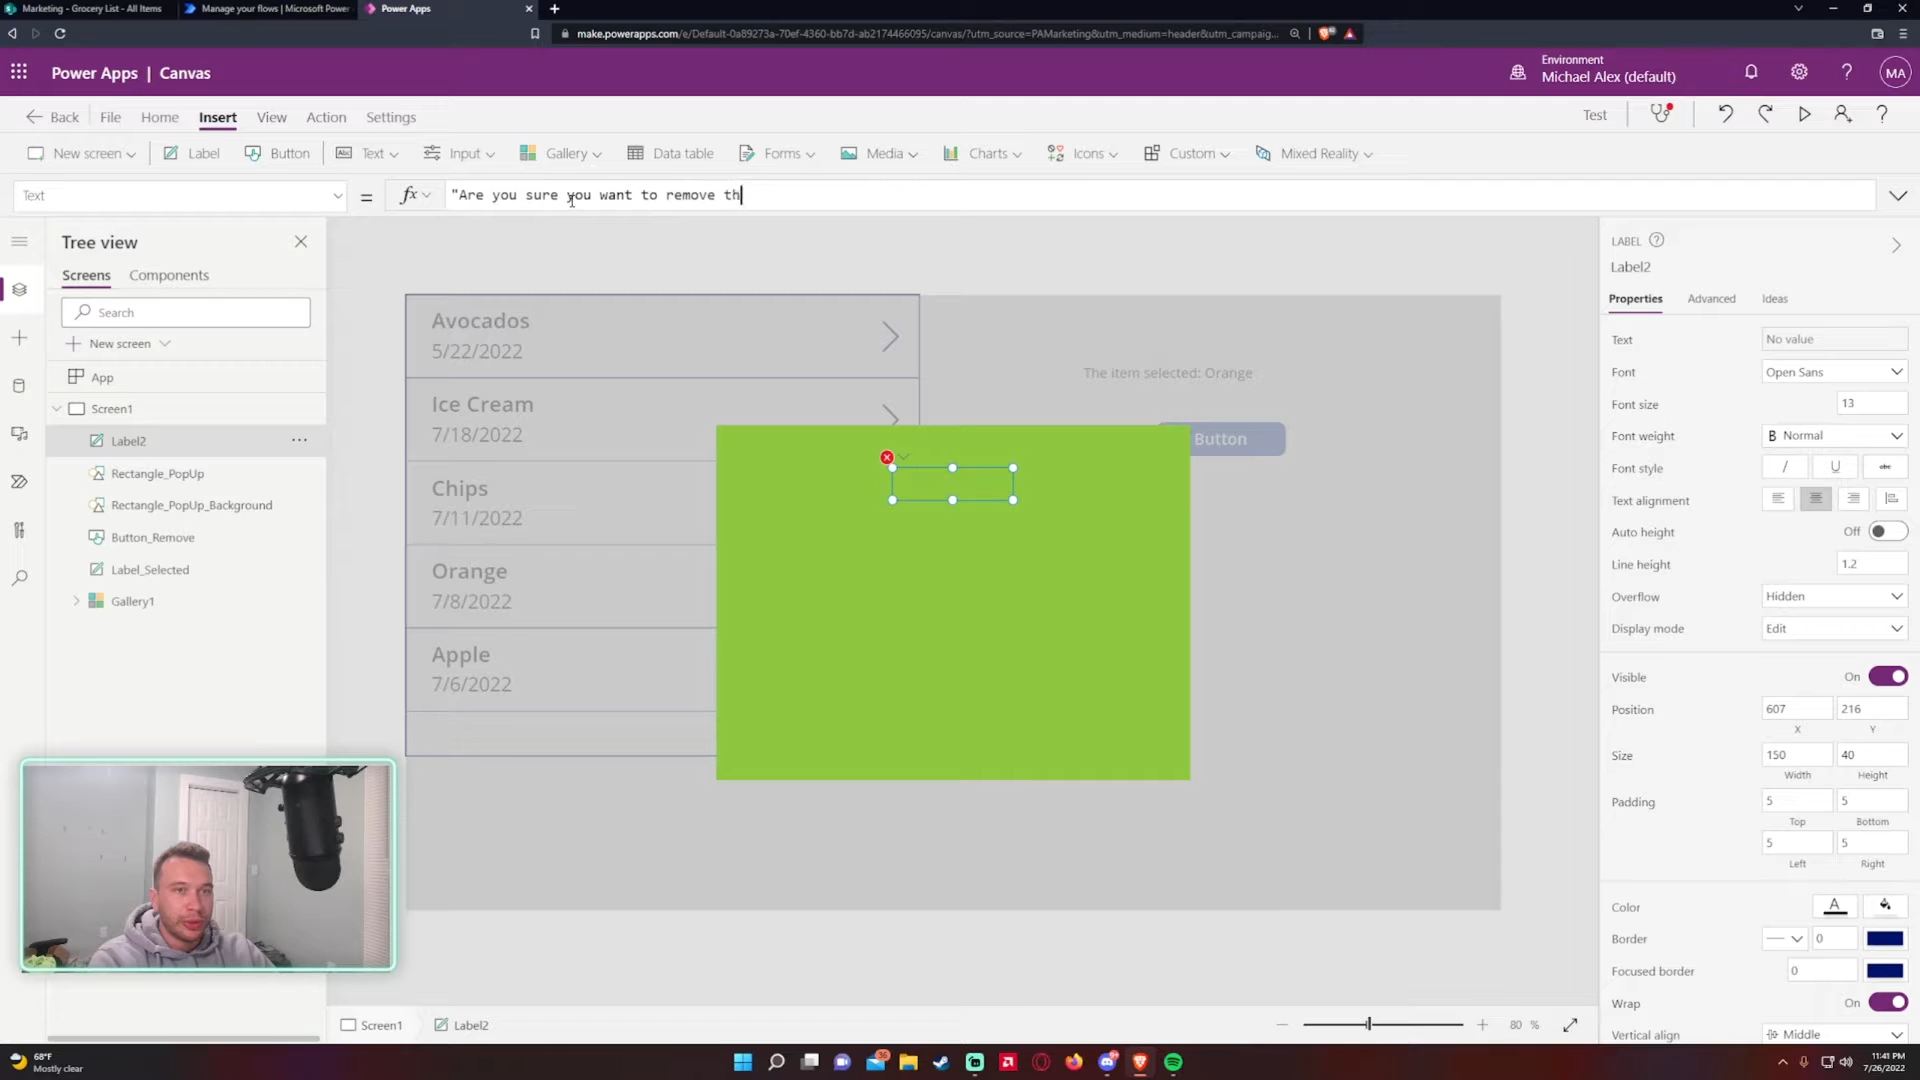 Marketing - Grocery List - All Items
Manage your flows | Microsoft Power
Power Apps
make.powerapps.com/e/Default-0a89273a-70ef-4360-bb7d-ab2174466095/canvas/?utm_source=PAMarketing&utm_medium=header&utm_campaig...
Power Apps | Canvas
Environment
Michael Alex (default)
MA
Back
File
Home
Insert
View
Action
Settings
Test
New screen
Label
Button
Text
Input
Gallery
Data table
Forms
Media
Charts
Icons
Custom
Mixed Reality
Text
=
fx
"Are you sure you want to remove th
Tree view
Screens
Components
Search
New screen
App
Screen1
Label2
Rectangle_PopUp
Rectangle_PopUp_Background
Button_Remove
Label_Selected
Gallery1
Avocados
5/22/2022
Ice Cream
7/18/2022
Chips
7/11/2022
Orange
7/8/2022
Apple
7/6/2022
The item selected: Orange
Button
LABEL
Label2
Properties
Advanced
Ideas
Text
No value
Font
Open Sans
Font size
13
Font weight
B Normal
Font style
Text alignment
Auto height
Off
Line height
1.2
Overflow
Hidden
Display mode
Edit
Visible
On
Position
607
216
X
Y
Size
150
40
Width
Height
Padding
5
5
Top
Bottom
5
5
Left
Right
Color
A
Border
0
Focused border
0
Wrap
On
Vertical align
Middle
Screen1
Label2
80 %
68°F
Mostly clear
36
11:41 PM
7/26/2022